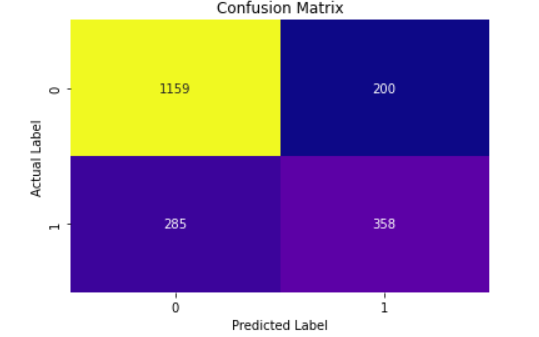 Confusion Matrix
0
1159
200
Actual Label
1
285
358
0
1
Predicted Label